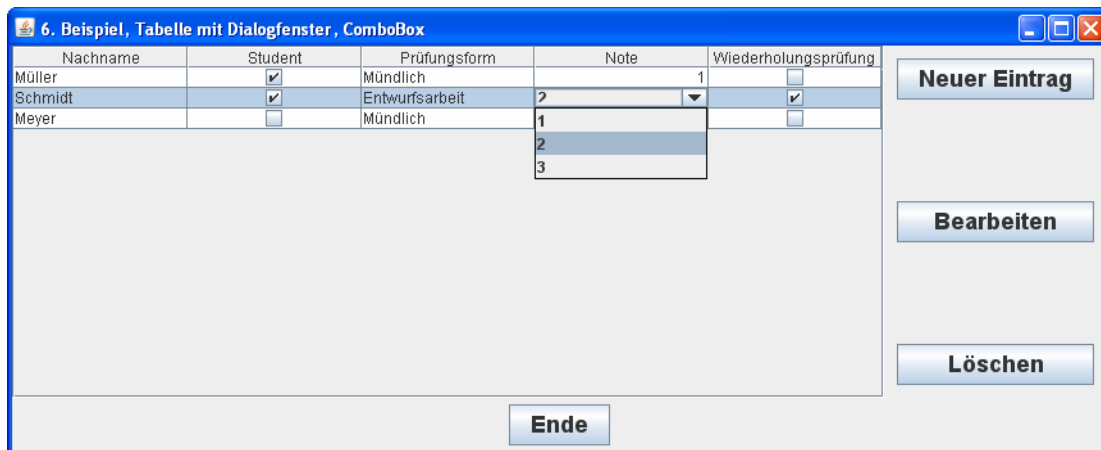 6. Beispiel, Tabelle mit Dialogfenster, ComboBox
Nachname Student Prüfungsform Note Wiederholungsprüfung
Müller Mündlich 1
Schmidt Entwurfsarbeit 2
Meyer Mündlich
1
2
3
Neuer Eintrag
Bearbeiten
Löschen
Ende